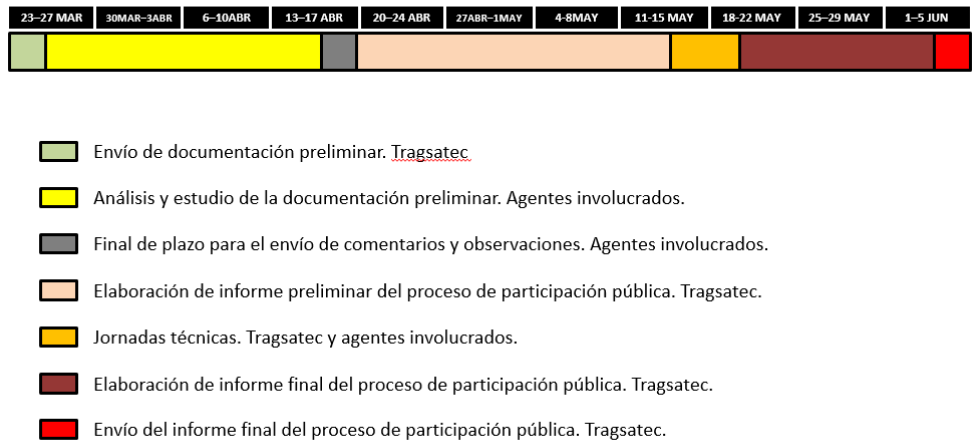 23–27 MAR 30MAR–3ABR 6–10ABR 13–17 ABR 20–24 ABR 27ABR–1MAY 4-8MAY 11-15 MAY 18-22 MAY 25–29 MAY 1–5 JUN
Envío de documentación preliminar. Tragsatec
Análisis y estudio de la documentación preliminar. Agentes involucrados.
Final de plazo para el envío de comentarios y observaciones. Agentes involucrados.
Elaboración de informe preliminar del proceso de participación pública. Tragsatec.
Jornadas técnicas. Tragsatec y agentes involucrados.
Elaboración de informe final del proceso de participación pública. Tragsatec.
Envío del informe final del proceso de participación pública. Tragsatec.